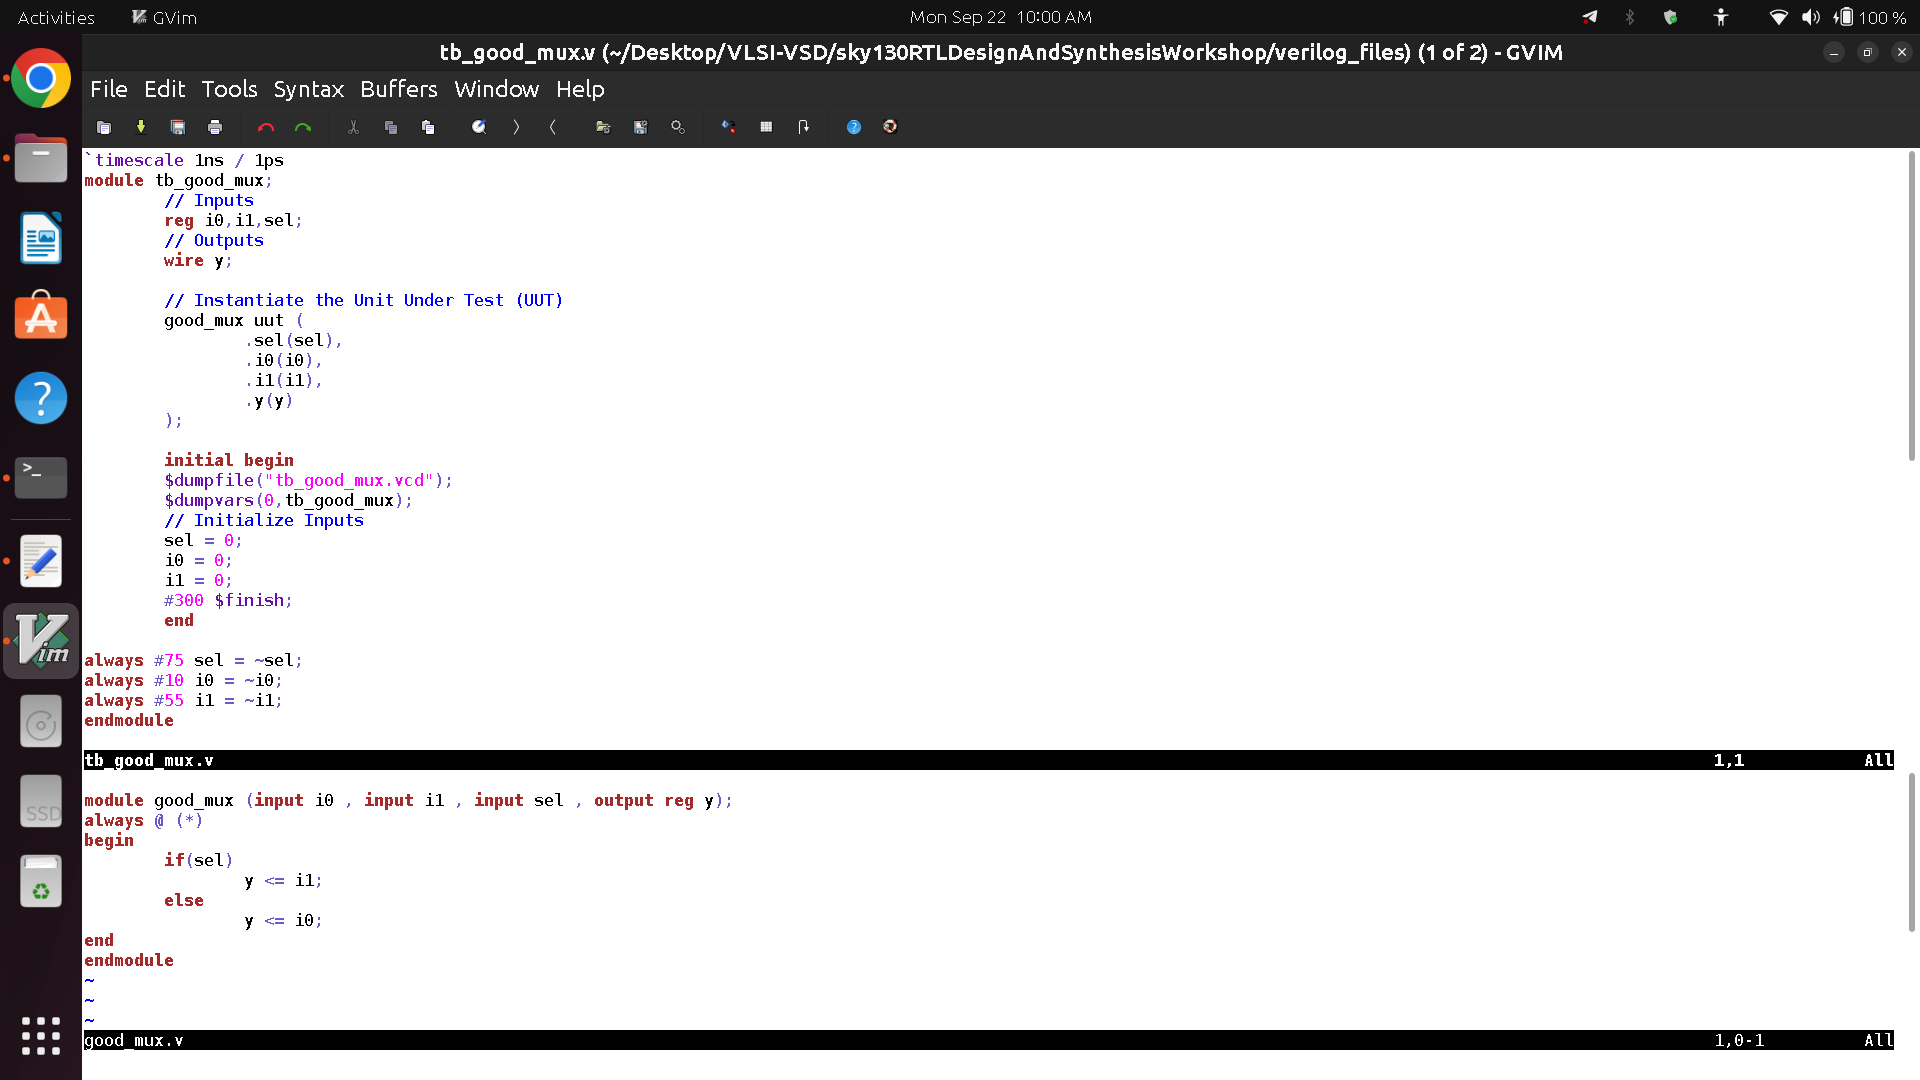 Activities GVim Mon Sep 22 10:00 AM 100 %
tb_good_mux.v (~/Desktop/VLSI-VSD/sky130RTLDesignAndSynthesisWorkshop/verilog_files) (1 of 2) - GVIM
File Edit Tools Syntax Buffers Window Help
`timescale 1ns / 1ps
module tb_good_mux;
// Inputs
reg i0,i1,sel;
// Outputs
wire y;
// Instantiate the Unit Under Test (UUT)
good_mux uut (
.sel(sel),
.i0(i0),
.i1(i1),
.y(y)
);
initial begin
$dumpfile("tb_good_mux.vcd");
$dumpvars(0,tb_good_mux);
// Initialize Inputs
sel = 0;
i0 = 0;
i1 = 0;
#300 $finish;
end
always #75 sel = ~sel;
always #10 i0 = ~i0;
always #55 i1 = ~i1;
endmodule
tb_good_mux.v 1,1 All
module good_mux (input i0 , input i1 , input sel , output reg y);
always @ (*)
begin
if(sel)
y <= i1;
else
y <= i0;
end
endmodule
~
~
~
good_mux.v 1,0-1 All
Vim
SSD